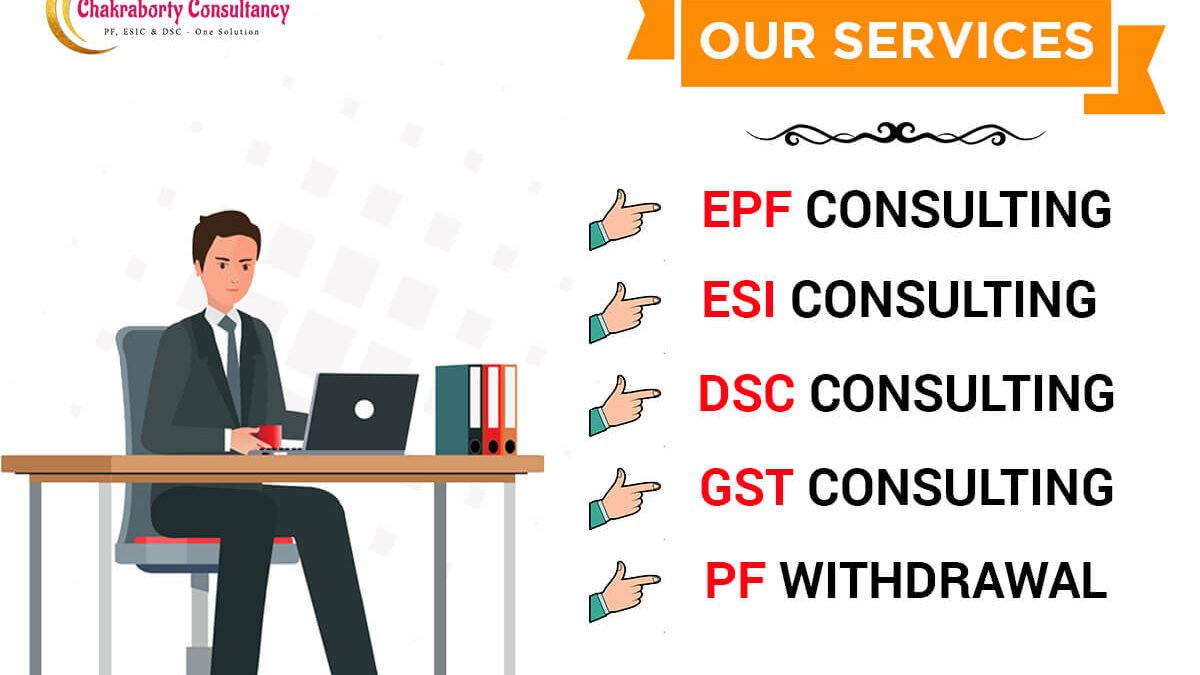 Chakraborty Consultancy
PF, ESIC & DSC - One Solution
OUR SERVICES
EPF CONSULTING
ESI CONSULTING
DSC CONSULTING
GST CONSULTING
PF WITHDRAWAL